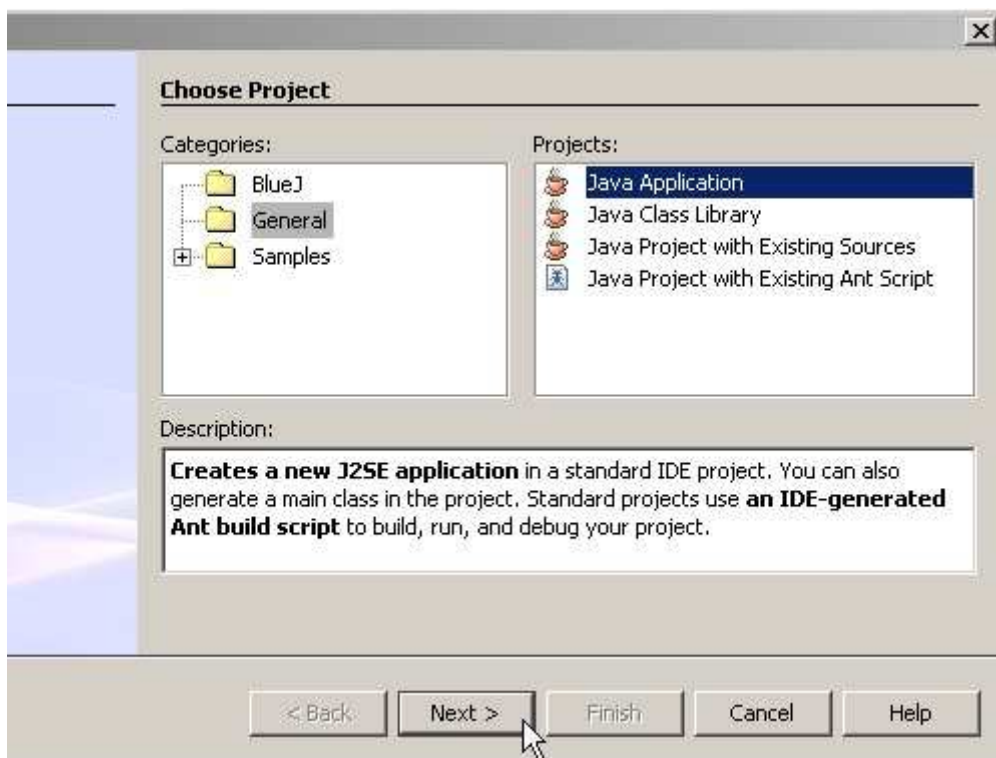 Choose Project
Categories:
Projects:
BlueJ
General
Samples
Java Application
Java Class Library
Java Project with Existing Sources
Java Project with Existing Ant Script
Description:
Creates a new J2SE application in a standard IDE project. You can also
generate a main class in the project. Standard projects use an IDE-generated
Ant build script to build, run, and debug your project.
< Back
Next >
Finish
Cancel
Help